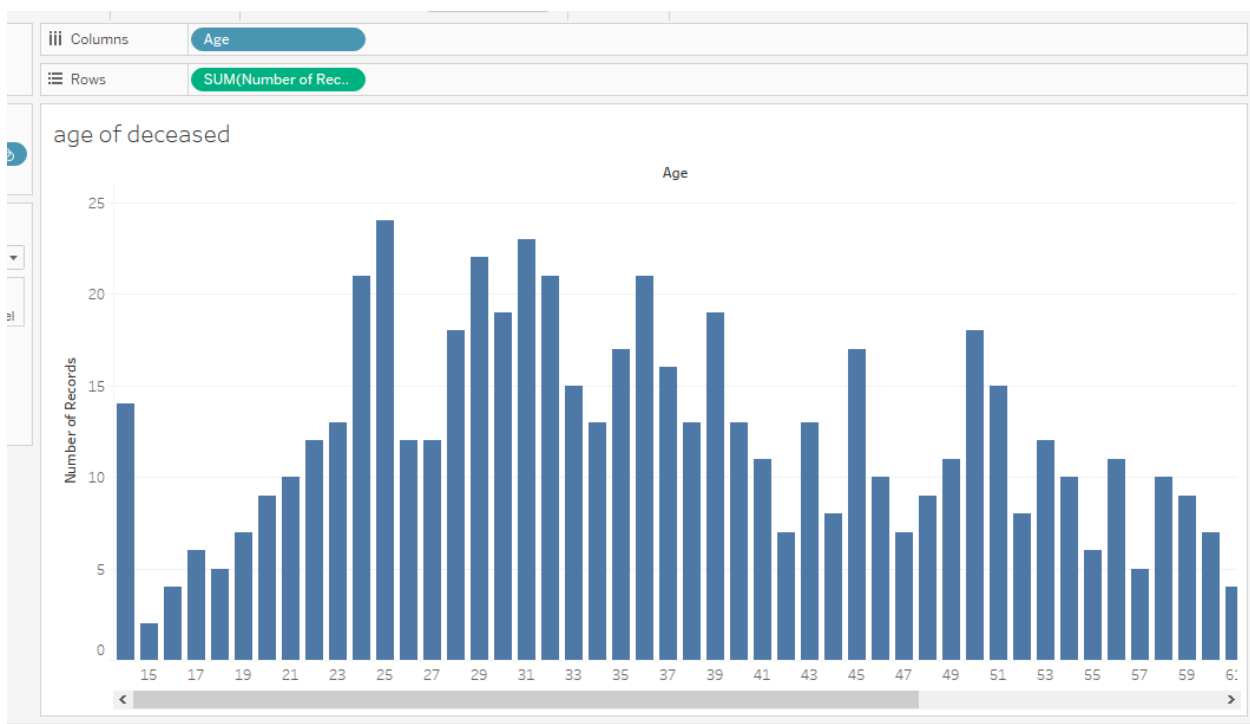 Columns Age
Rows SUM(Number of Rec..
age of deceased
Age
25
20
15
10
5
0
Number of Records
15 17 19 21 23 25 27 29 31 33 35 37 39 41 43 45 47 49 51 53 55 57 59